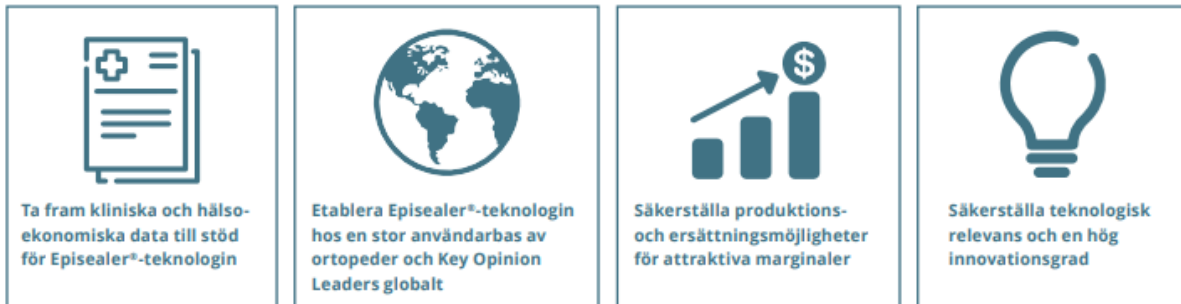 $
Ta fram kliniska och hälso-
ekonomiska data till stöd
för Episealer®-teknologin
Etablera Episealer®-teknologin
hos en stor användarbas av
ortopeder och Key Opinion
Leaders globalt
Säkerställa produktions-
och ersättningsmöjligheter
för attraktiva marginaler
Säkerställa teknologisk
relevans och en hög
innovationsgrad